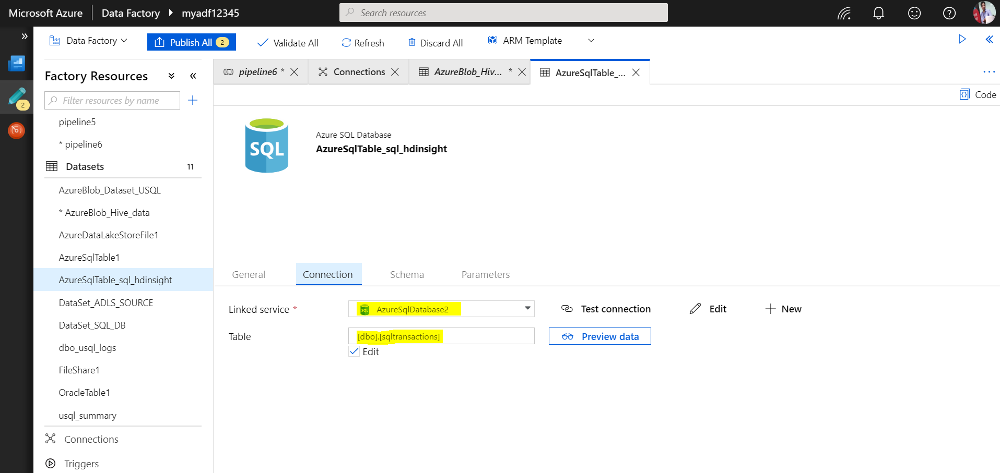 Microsoft Azure Data Factory myadf12345 Search resources
Data Factory Publish All 2 Validate All Refresh Discard All ARM Template
Factory Resources
Filter resources by name
2
pipeline5
* pipeline6
Datasets 11
AzureBlob_Dataset_USQL
* AzureBlob_Hive_data
AzureDataLakeStoreFile1
AzureSqlTable1
AzureSqlTable_sql_hdinsight
DataSet_ADLS_SOURCE
DataSet_SQL_DB
dbo_usql_logs
FileShare1
OracleTable1
usql_summary
Connections
Triggers
pipeline6 * Connections AzureBlob_Hiv... * AzureSqlTable_...
Code
SQL
Azure SQL Database
AzureSqlTable_sql_hdinsight
General Connection Schema Parameters
Linked service * SQL AzureSqlDatabase2 Test connection Edit New
Table [dbo].[sqltransactions] Preview data
Edit